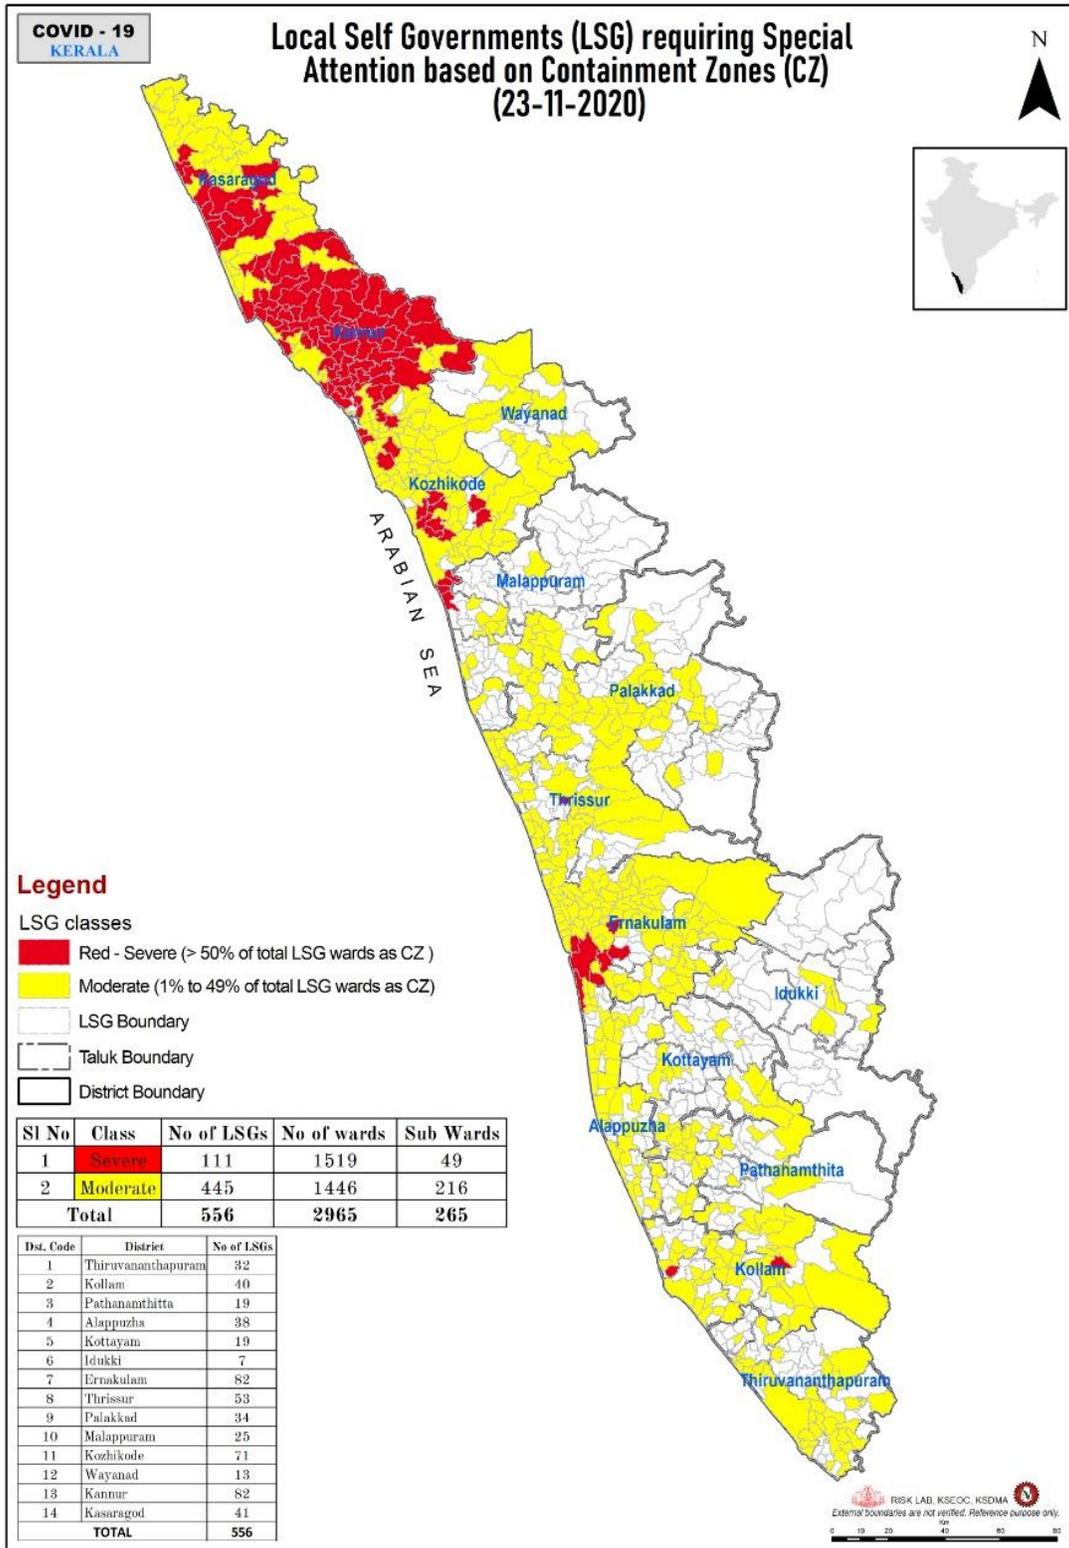 COVID - 19
KERALA
Local Self Governments (LSG) requiring Special
Attention based on Containment Zones (CZ)
(23-11-2020)
N
Kasaragod
Kannur
Wayanad
Kozhikode
ARABIAN SEA
Malappuram
Palakkad
Thrissur
Ernakulam
Idukki
Kottayam
Alappuzha
Pathanamthita
Kollam
Thiruvananthapuram
Legend
LSG classes
Red - Severe (> 50% of total LSG wards as CZ )
Moderate (1% to 49% of total LSG wards as CZ)
LSG Boundary
Taluk Boundary
District Boundary
Sl No Class No of LSGs No of wards Sub Wards
1 Severe 111 1519 49
2 Moderate 445 1446 216
Total 556 2965 265
Dst. Code District No of LSGs
1 Thiruvananthapuram 32
2 Kollam 40
3 Pathanamthitta 19
4 Alappuzha 38
5 Kottayam 19
6 Idukki 7
7 Ernakulam 82
8 Thrissur 53
9 Palakkad 34
10 Malappuram 25
11 Kozhikode 71
12 Wayanad 13
13 Kannur 82
14 Kasaragod 41
TOTAL 556
RISK LAB, KSEOC, KSDMA
External boundaries are not verified. Reference purpose only.
Km
0 10 20 40 60 80